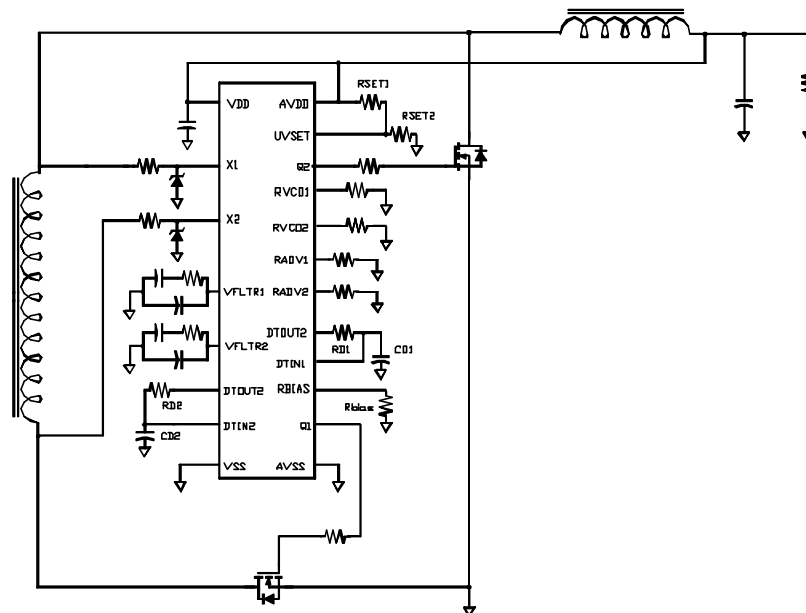 VDD
AVDD
RSET1
UVSET
RSET2
X1
Q2
RVCO1
X2
RVCO2
RADV1
VFLTR1
RADV2
DTOUT2
VFLTR2
RD1
CD1
DTIN1
DTOUT2
RBIAS
RD2
Rbias
DTIN2
Q1
CD2
VSS
AVSS